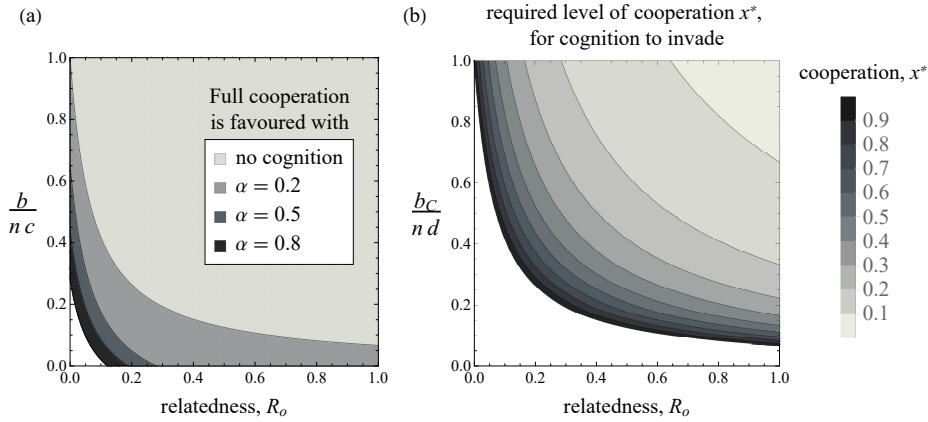 (a)
Full cooperation
is favoured with
no cognition
α = 0.2
α = 0.5
α = 0.8
b
n c
1.0
0.8
0.6
0.4
0.2
0.0
0.0 0.2 0.4 0.6 0.8 1.0
relatedness, Ro
(b)
required level of cooperation x*,
for cognition to invade
bC
n d
1.0
0.8
0.6
0.4
0.2
0.0
0.0 0.2 0.4 0.6 0.8 1.0
relatedness, Ro
cooperation, x*
0.9
0.8
0.7
0.6
0.5
0.4
0.3
0.2
0.1